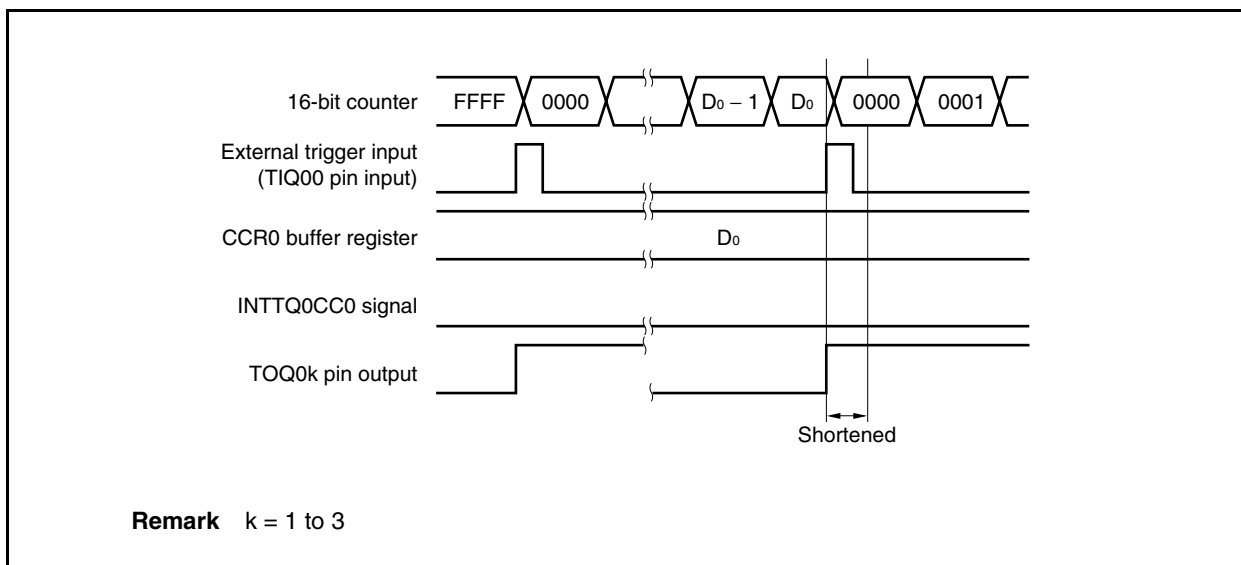 16-bit counter FFFF 0000 D0 − 1 D0 0000 0001
External trigger input
(TIQ00 pin input)
CCR0 buffer register D0
INTTQ0CC0 signal
TOQ0k pin output
Shortened
Remark k = 1 to 3